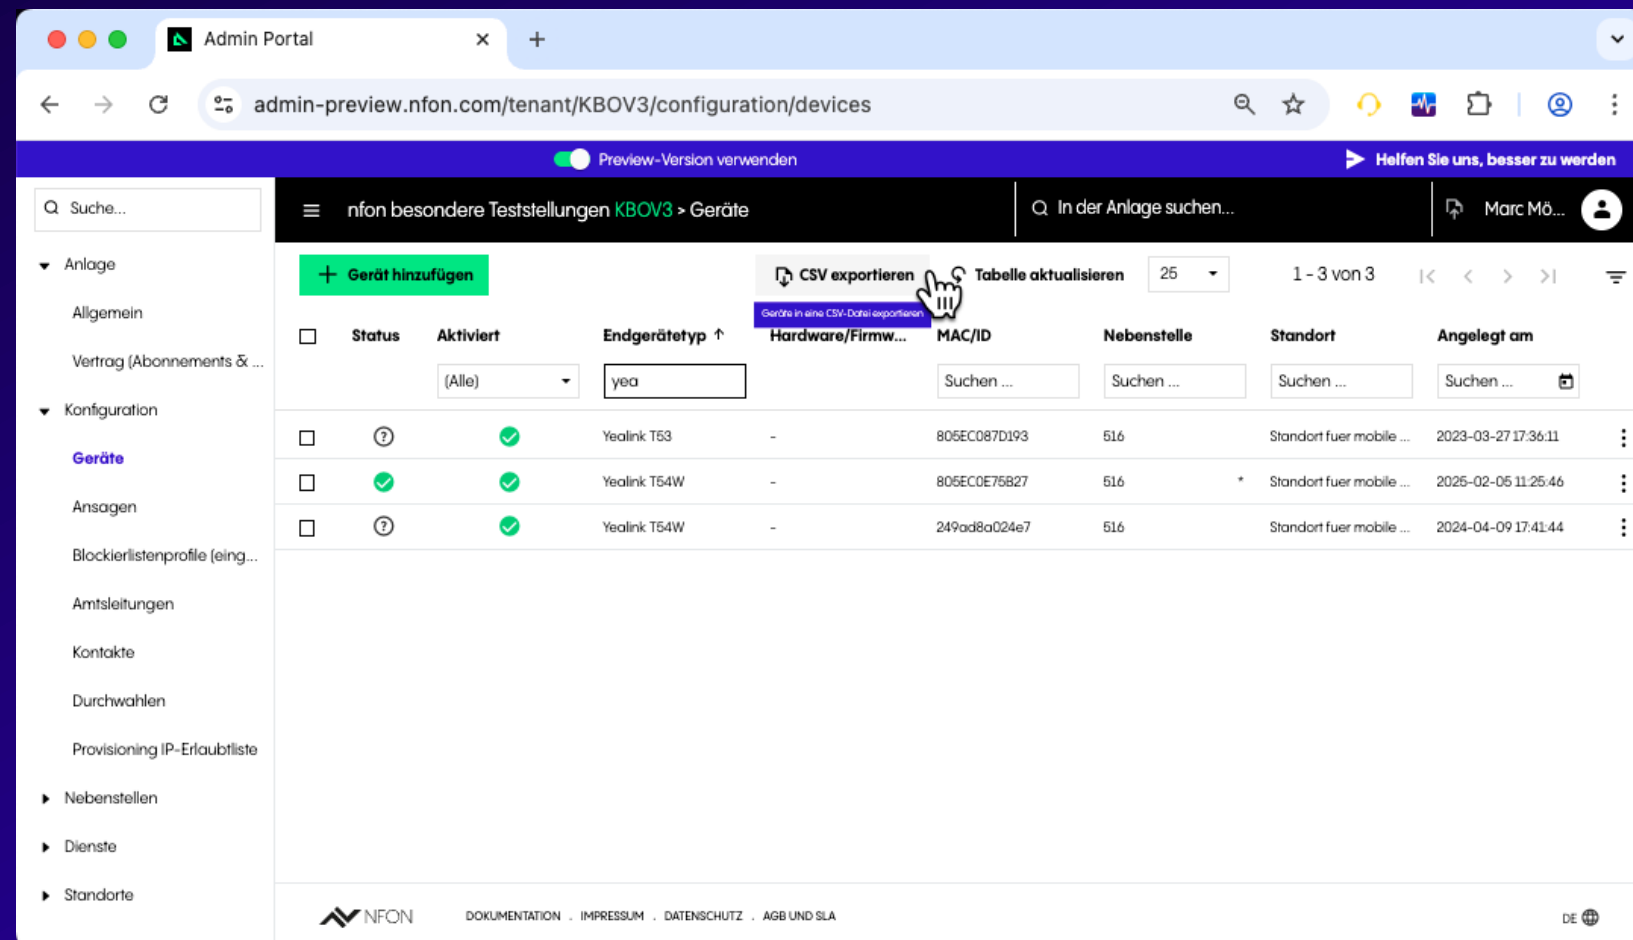 Admin Portal
admin-preview.nfon.com/tenant/KBOV3/configuration/devices
Preview-Version verwenden
Helfen Sie uns, besser zu werden
Suche...
nfon besondere Teststellungen KBOV3 > Geräte
In der Anlage suchen...
Marc Mö...
Anlage
Allgemein
Vertrag (Abonnements & ...
Konfiguration
Geräte
Ansagen
Blockierlistenprofile (eing...
Amtsleitungen
Kontakte
Durchwahlen
Provisioning IP-Erlaubtliste
Nebenstellen
Dienste
Standorte
+ Gerät hinzufügen
CSV exportieren
Tabelle aktualisieren
25
1 - 3 von 3
Geräte in eine CSV-Datei exportieren
Status Aktiviert Endgerätetyp ↑ Hardware/Firmw... MAC/ID Nebenstelle Standort Angelegt am
(Alle) yea Suchen ... Suchen ... Suchen ... Suchen ...
Yealink T53 - 805EC087D193 516 Standort fuer mobile ... 2023-03-27 17:36:11
Yealink T54W - 805EC0E75B27 516 * Standort fuer mobile ... 2025-02-05 11:25:46
Yealink T54W - 249ad8a024e7 516 Standort fuer mobile ... 2024-04-09 17:41:44
NFON
DOKUMENTATION . IMPRESSUM . DATENSCHUTZ . AGB UND SLA
DE